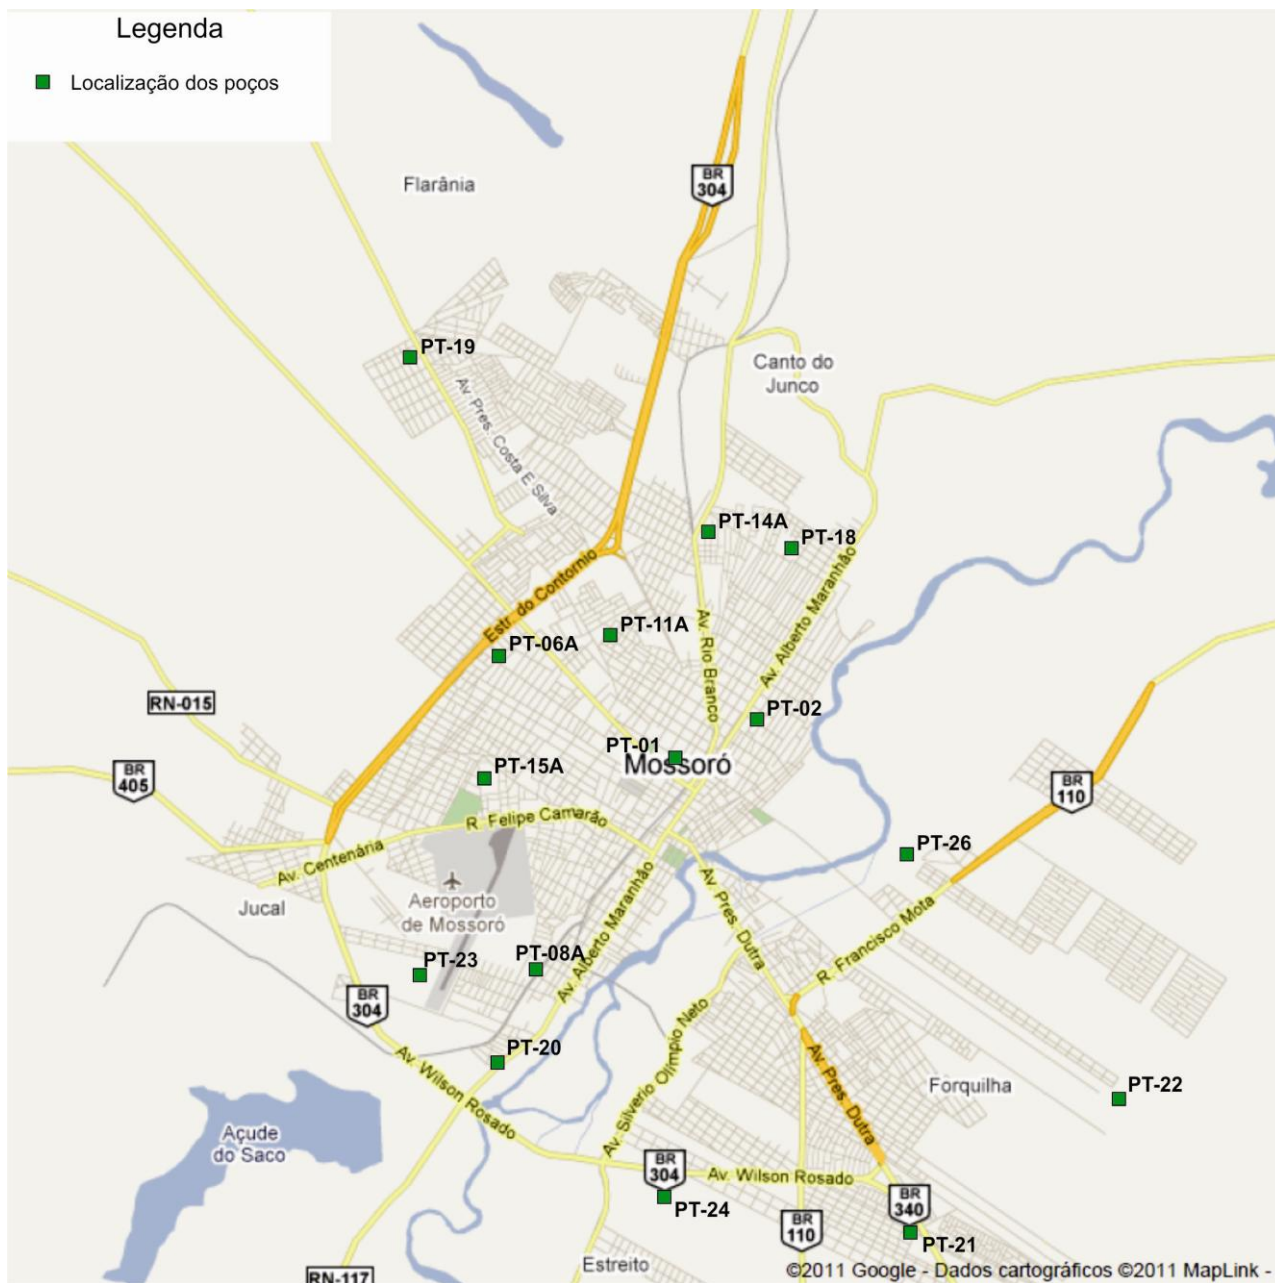 Legenda
Localização dos poços
Flarânia
BR
304
PT-19
Av. Pres. Costa E Silva
Canto do
Junco
PT-14A
PT-18
Estr. do Contornio
PT-11A
PT-06A
Av. Rio Branco
Av. Alberto Maranhão
RN-015
PT-02
PT-01
Mossoró
BR
405
PT-15A
BR
110
R. Felipe Camarão
PT-26
Av. Centenária
Jucal
Aeroporto
de Mossoró
Av. Alberto Maranhão
Av. Pres. Dutra
R. Francisco Mota
PT-23
PT-08A
BR
304
Av. Silverio Olímpio Neto
PT-20
Av. Wilson Rosado
Av. Pres. Dutra
Forquilha
PT-22
Açude
do Saco
BR
304
Av. Wilson Rosado
PT-24
BR
340
BR
110
PT-21
Estreito
RN-117
©2011 Google - Dados cartográficos ©2011 MapLink -